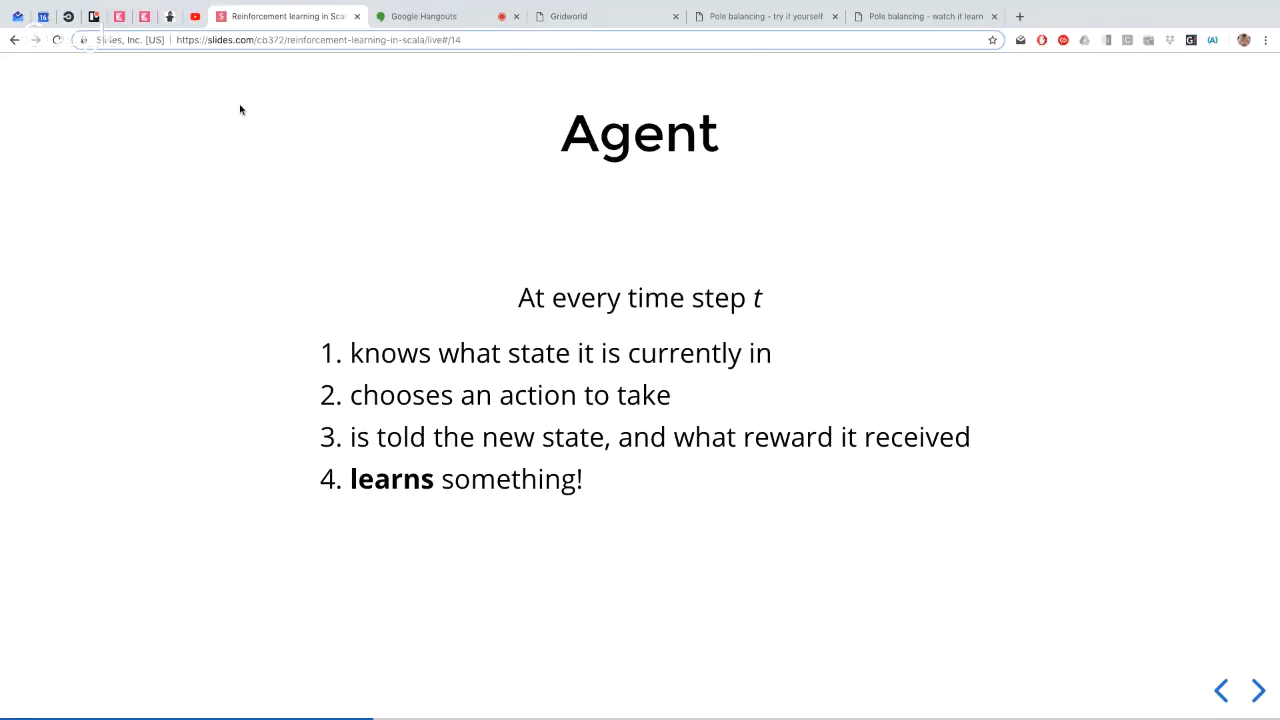 Reinforcement learning in Scal
Google Hangouts
Gridworld
Pole balancing - try it yourself
Pole balancing - watch it learn
Slides, Inc. [US] | https://slides.com/cb372/reinforcement-learning-in-scala/live#/14
Agent
At every time step t
1. knows what state it is currently in
2. chooses an action to take
3. is told the new state, and what reward it received
4. learns something!